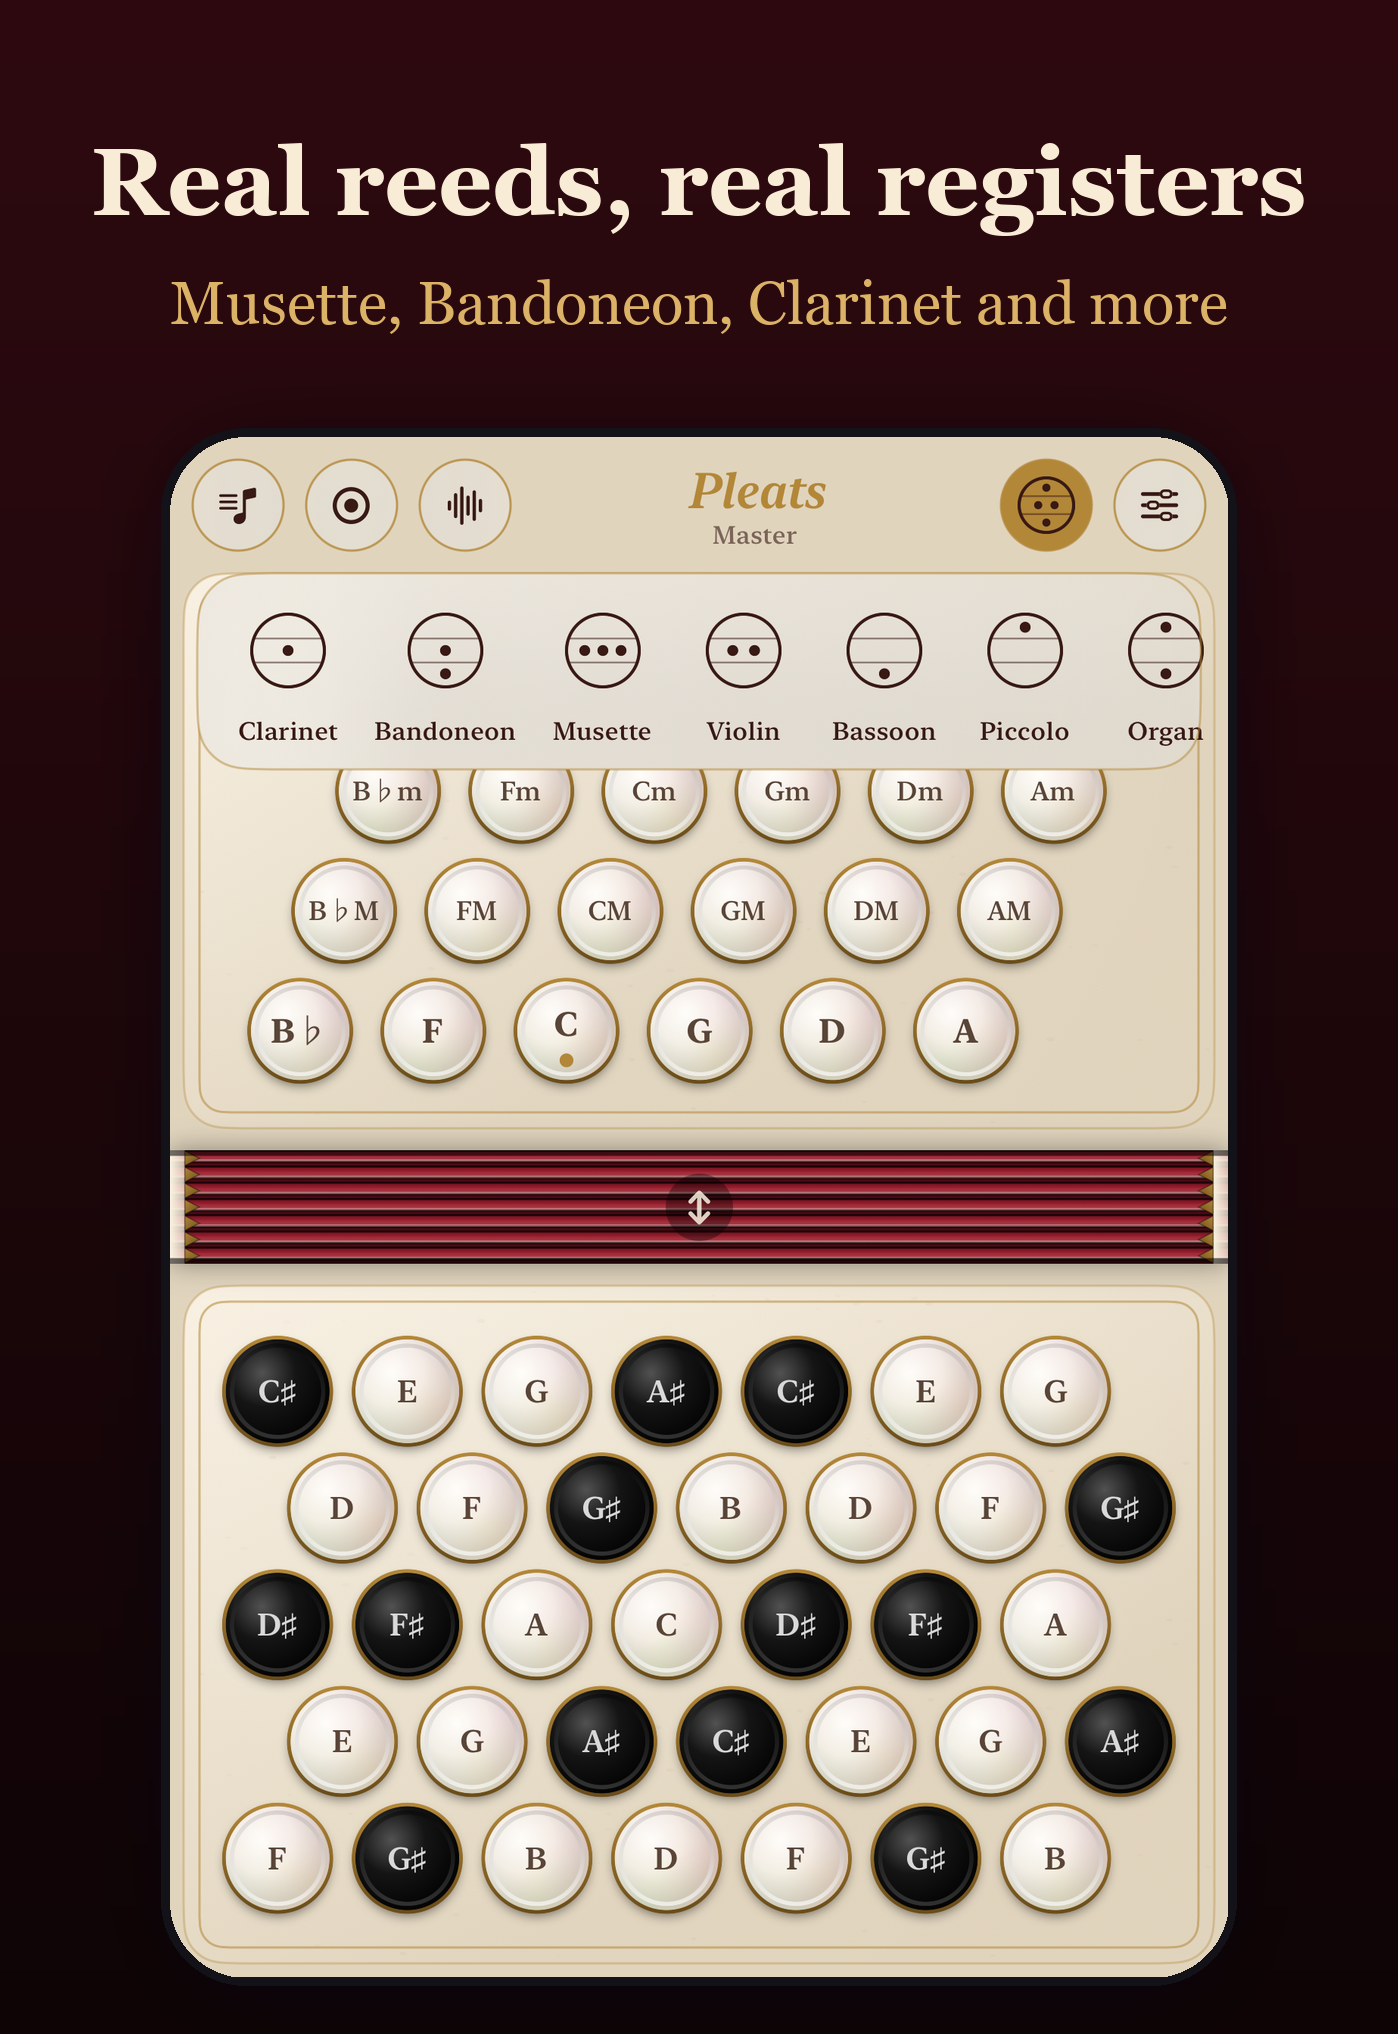 Real reeds, real registers
Musette, Bandoneon, Clarinet and more
Pleats
Master
Clarinet Bandoneon Musette Violin Bassoon Piccolo Organ
B♭m Fm Cm Gm Dm Am
B♭M FM CM GM DM AM
B♭ F C G D A
C♯ E G A♯ C♯ E G
D F G♯ B D F G♯
D♯ F♯ A C D♯ F♯ A
E G A♯ C♯ E G A♯
F G♯ B D F G♯ B